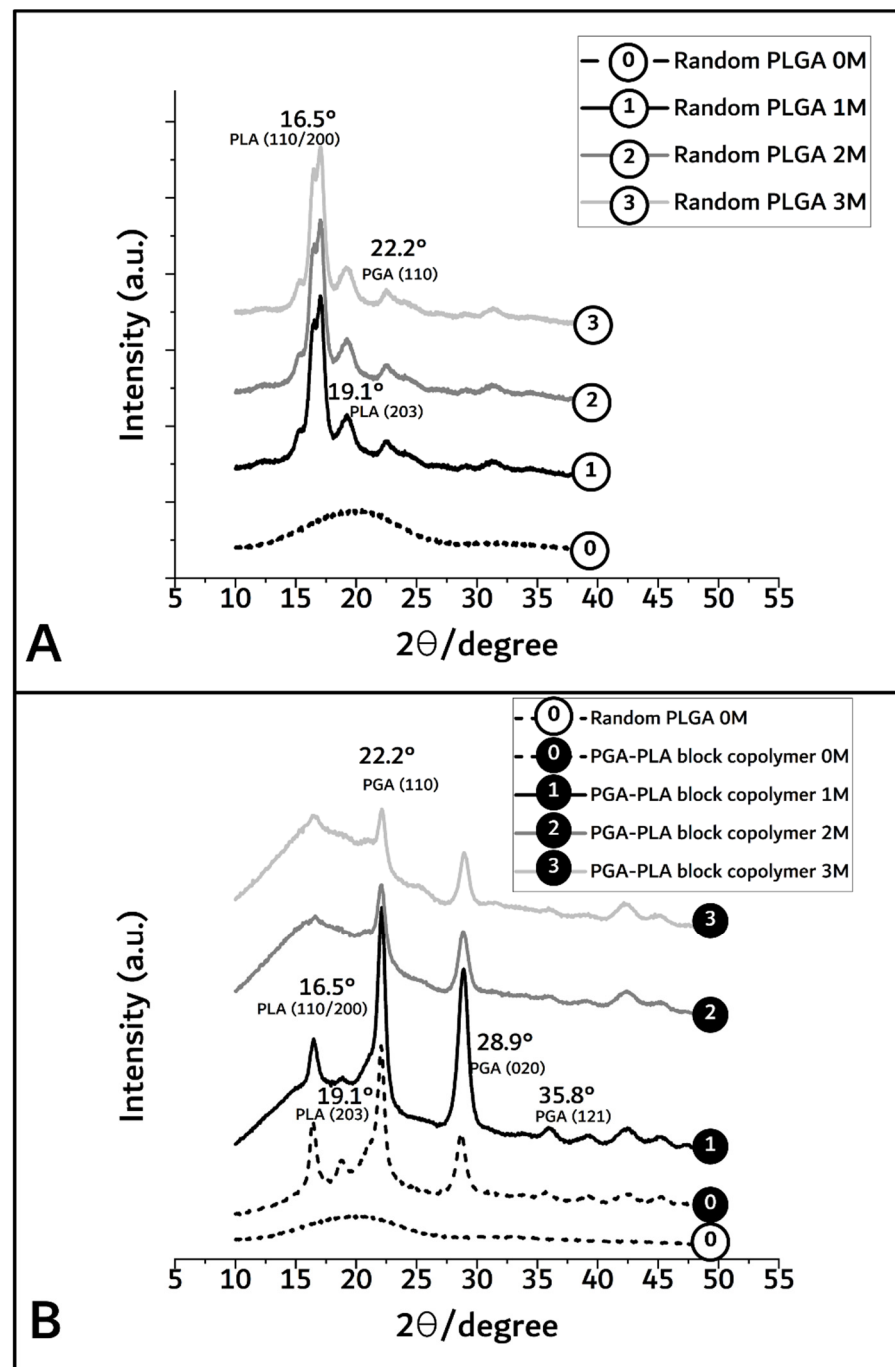 0 Random PLGA 0M
1 Random PLGA 1M
2 Random PLGA 2M
3 Random PLGA 3M
16.5°
PLA (110/200)
22.2°
PGA (110)
19.1°
PLA (203)
3
2
1
0
Intensity (a.u.)
5 10 15 20 25 30 35 40 45 50 55
2θ/degree
A
0 Random PLGA 0M
0 PGA-PLA block copolymer 0M
1 PGA-PLA block copolymer 1M
2 PGA-PLA block copolymer 2M
3 PGA-PLA block copolymer 3M
22.2°
PGA (110)
16.5°
PLA (110/200)
28.9°
PGA (020)
19.1°
PLA (203)
35.8°
PGA (121)
3
2
1
0
0
Intensity (a.u.)
5 10 15 20 25 30 35 40 45 50 55
2θ/degree
B